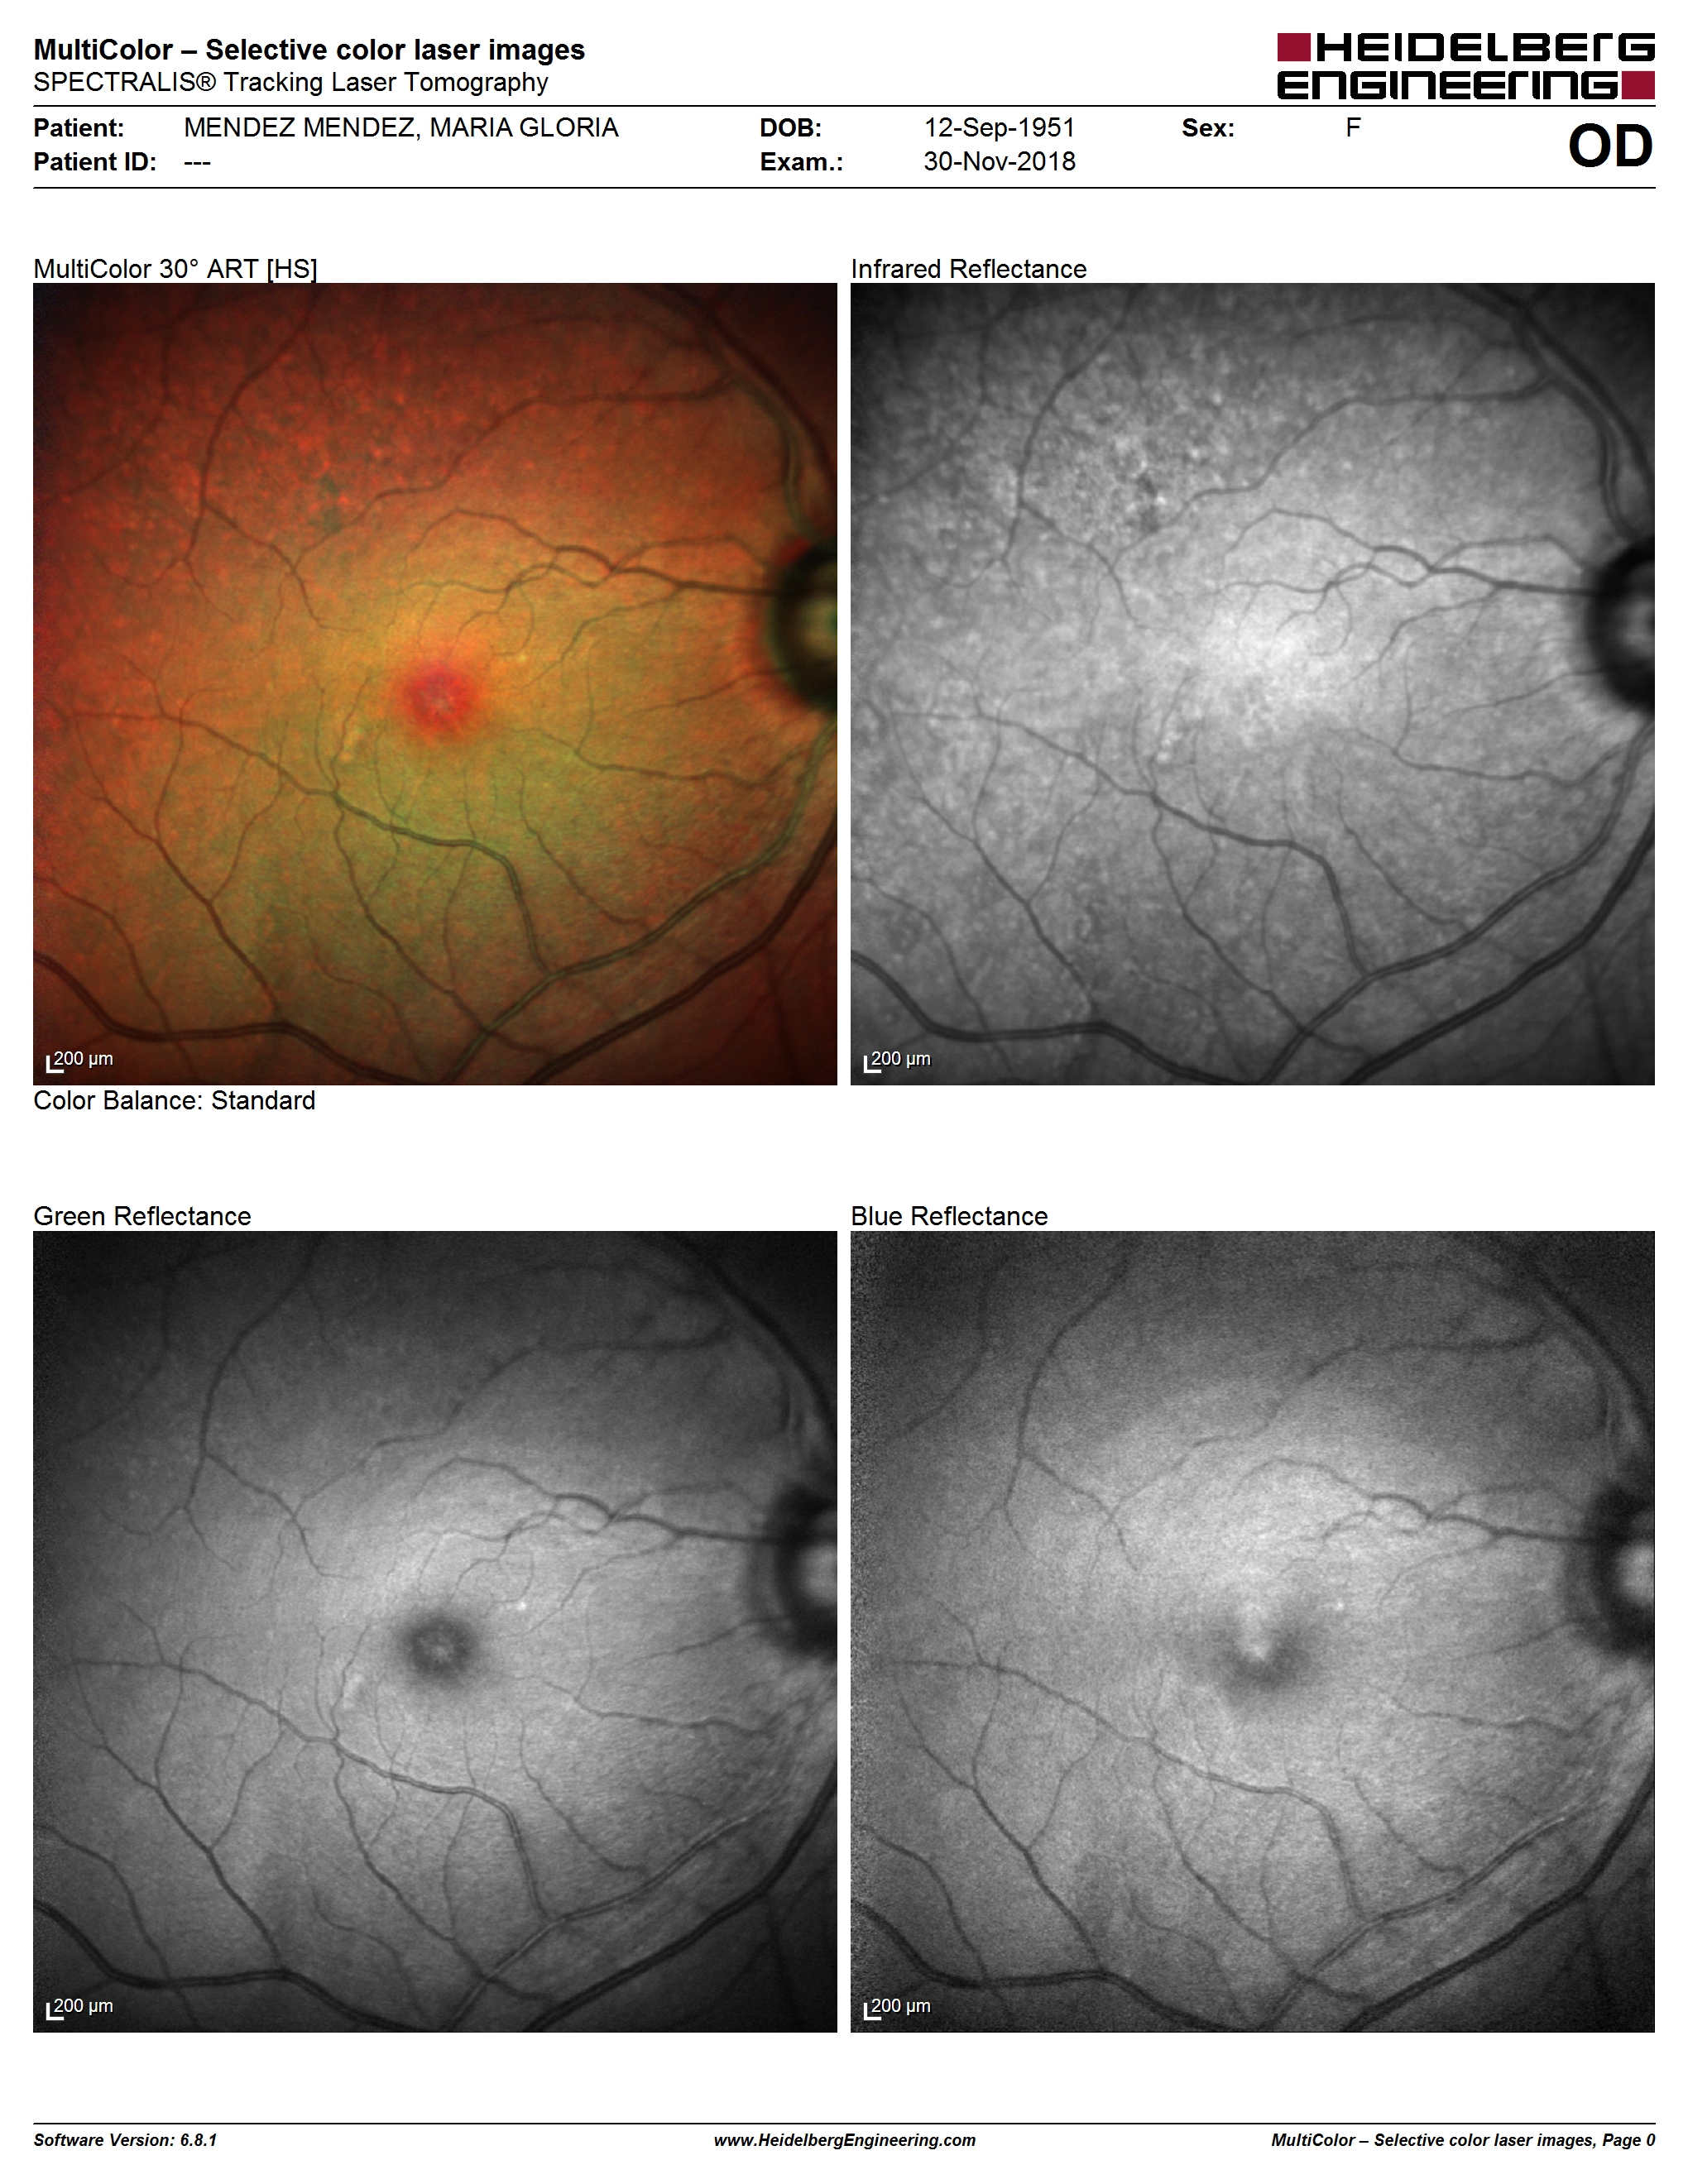 MultiColor – Selective color laser images
SPECTRALIS® Tracking Laser Tomography
HEIDELBERG
ENGINEERING
Patient: MENDEZ MENDEZ, MARIA GLORIA DOB: 12-Sep-1951 Sex: F
Patient ID: --- Exam.: 30-Nov-2018
OD
MultiColor 30° ART [HS]
Infrared Reflectance
200 µm
200 µm
Color Balance: Standard
Green Reflectance
Blue Reflectance
200 µm
200 µm
Software Version: 6.8.1
www.HeidelbergEngineering.com
MultiColor – Selective color laser images, Page 0